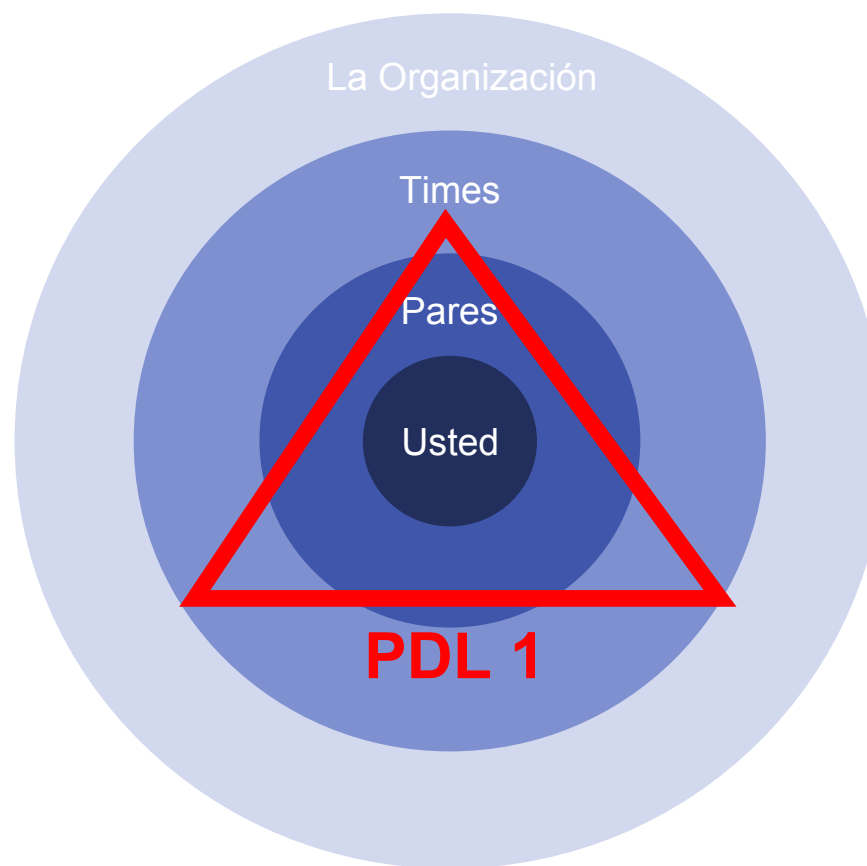 La Organización
Times
Pares
Usted
PDL 1